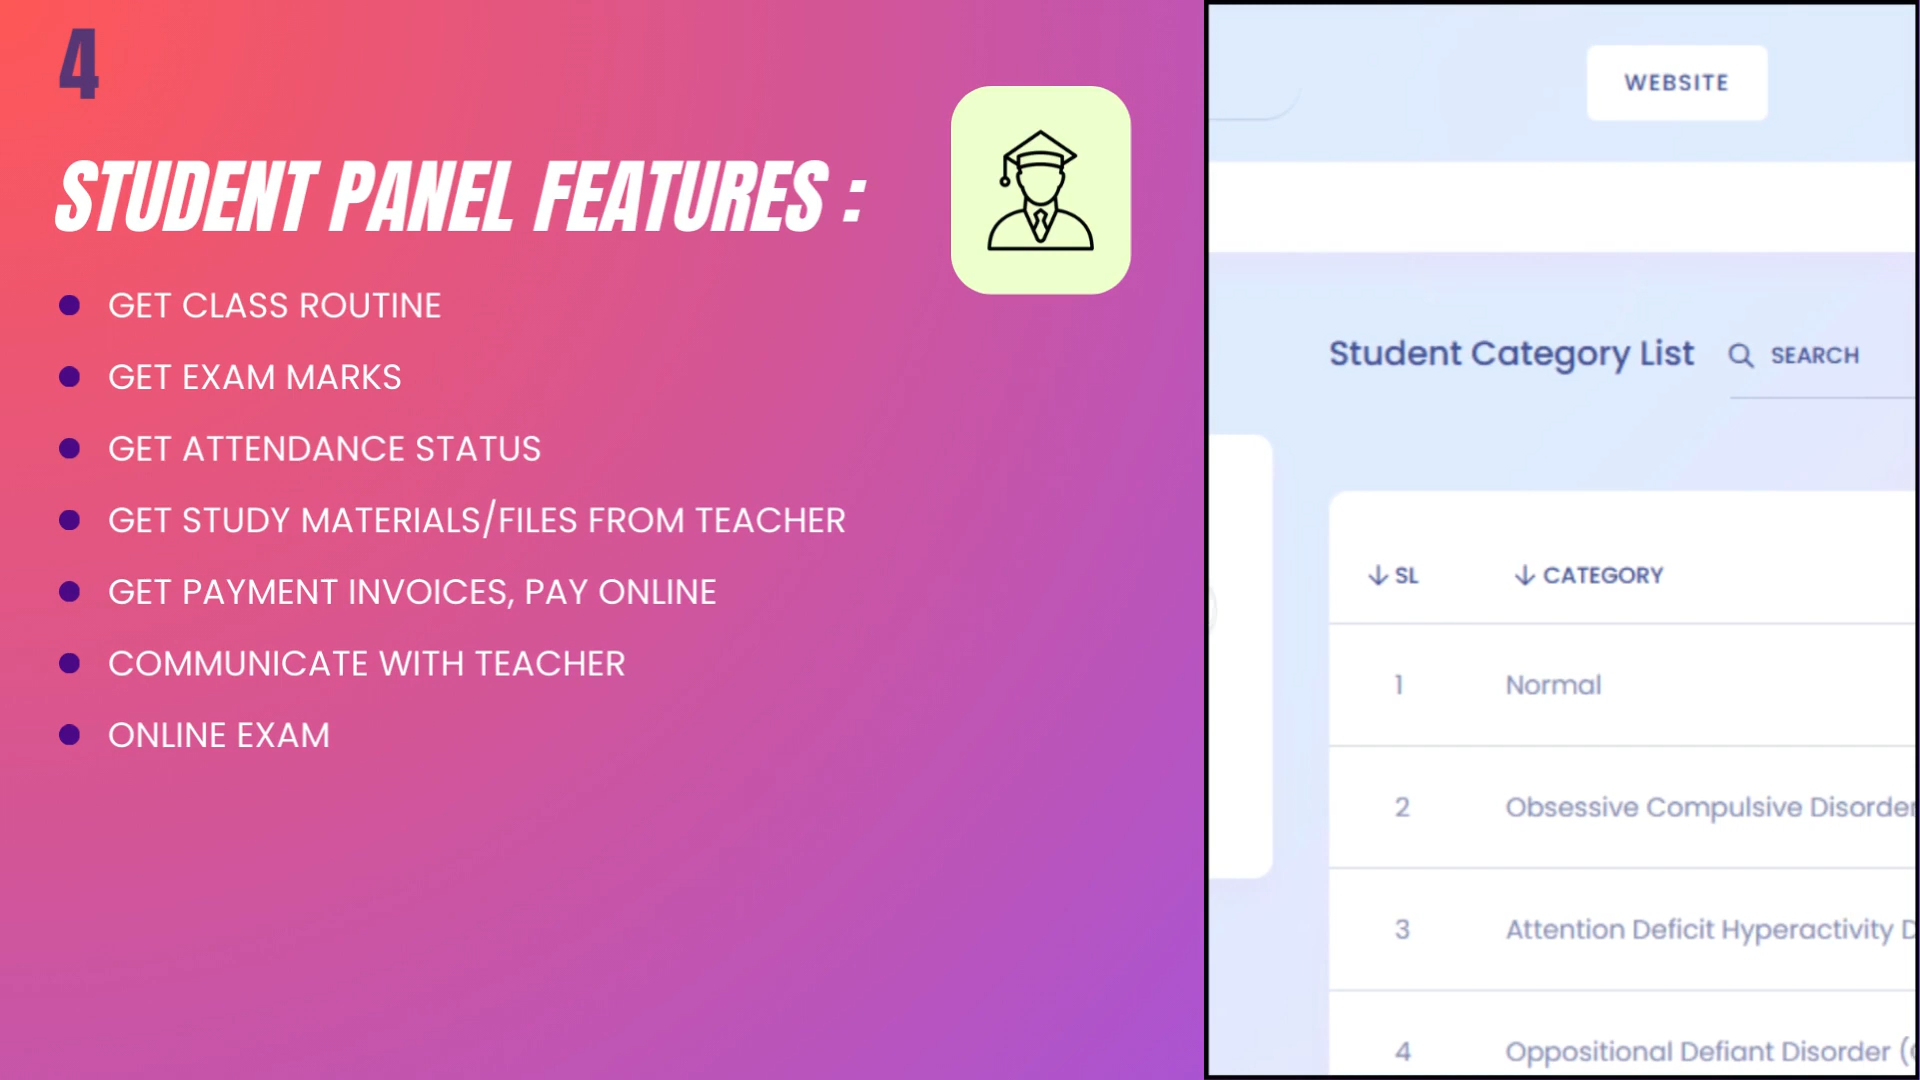 4
STUDENT PANEL FEATURES :
GET CLASS ROUTINE
GET EXAM MARKS
GET ATTENDANCE STATUS
GET STUDY MATERIALS/FILES FROM TEACHER
GET PAYMENT INVOICES, PAY ONLINE
COMMUNICATE WITH TEACHER
ONLINE EXAM
WEBSITE
Student Category List SEARCH
SL CATEGORY
1 Normal
2 Obsessive Compulsive Disorder
3 Attention Deficit Hyperactivity
4 Oppositional Defiant Disorder